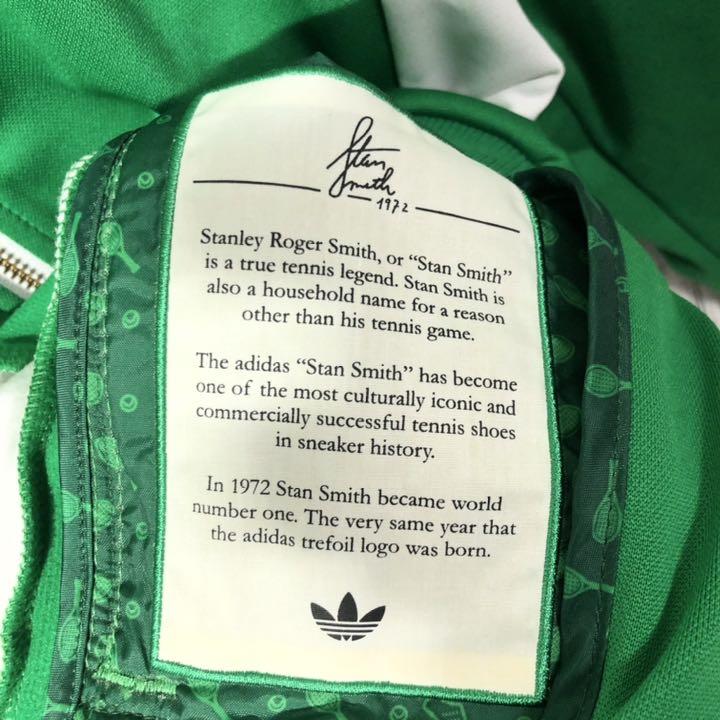 Stan
Smith
1972
Stanley Roger Smith, or “Stan Smith”
is a true tennis legend. Stan Smith is
also a household name for a reason
other than his tennis game.
The adidas “Stan Smith” has become
one of the most culturally iconic and
commercially successful tennis shoes
in sneaker history.
In 1972 Stan Smith became world
number one. The very same year that
the adidas trefoil logo was born.